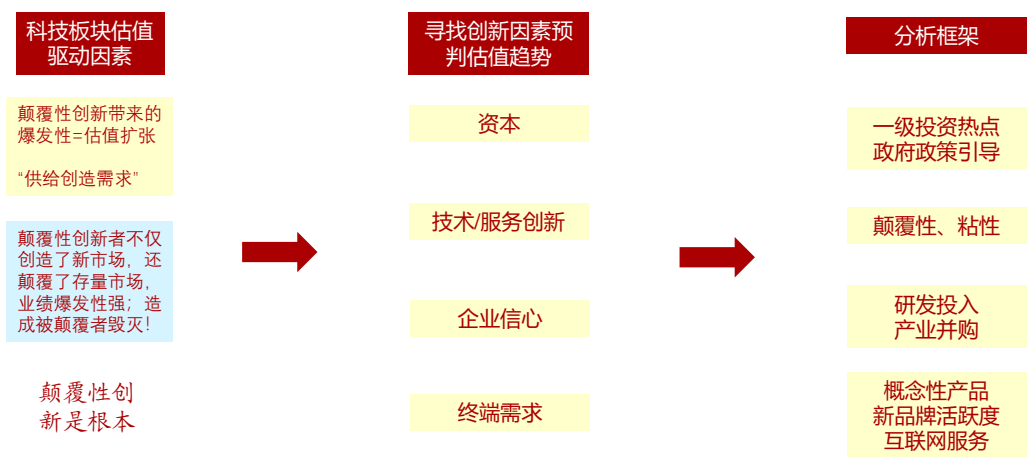 科技板块估值
驱动因素
颠覆性创新带来的
爆发性=估值扩张
“供给创造需求”
颠覆性创新者不仅
创造了新市场，还
颠覆了存量市场，
业绩爆发性强；造
成被颠覆者毁灭！
颠覆性创
新是根本
寻找创新因素预
判估值趋势
资本
技术/服务创新
企业信心
终端需求
分析框架
一级投资热点
政府政策引导
颠覆性、粘性
研发投入
产业并购
概念性产品
新品牌活跃度
互联网服务